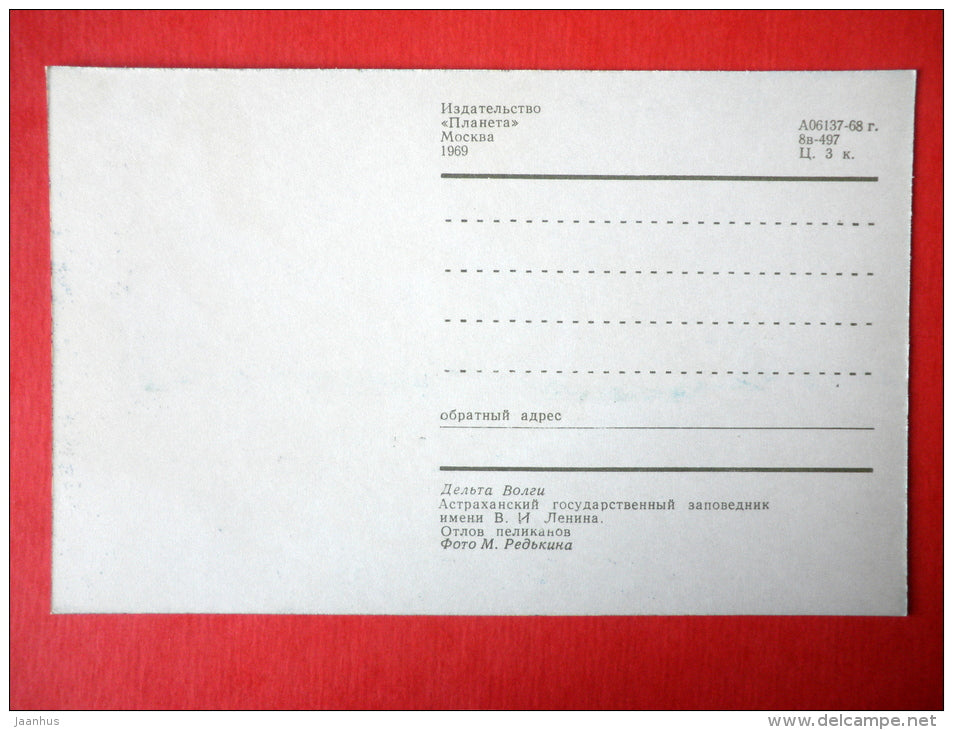 Издательство
«Планета»
Москва
1969
А06137-68 г.
8в-497
Ц. 3 к.
обратный адрес
Дельта Волги
Астраханский государственный заповедник
имени В. И Ленина.
Отлов пеликанов
Фото М. Редькина
Jaanhus
www.delcampe.net